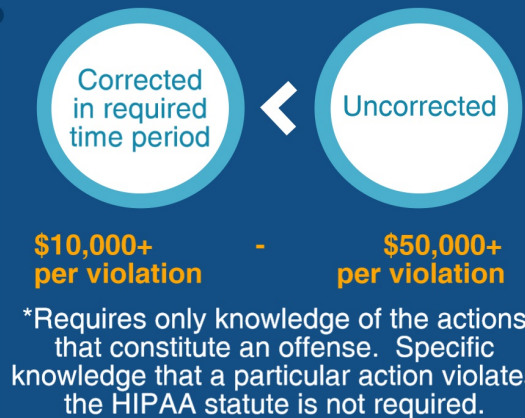 Corrected
in required
time period
<
Uncorrected
$10,000+
per violation
-
$50,000+
per violation
*Requires only knowledge of the actions
that constitute an offense. Specific
knowledge that a particular action violate
the HIPAA statute is not required.